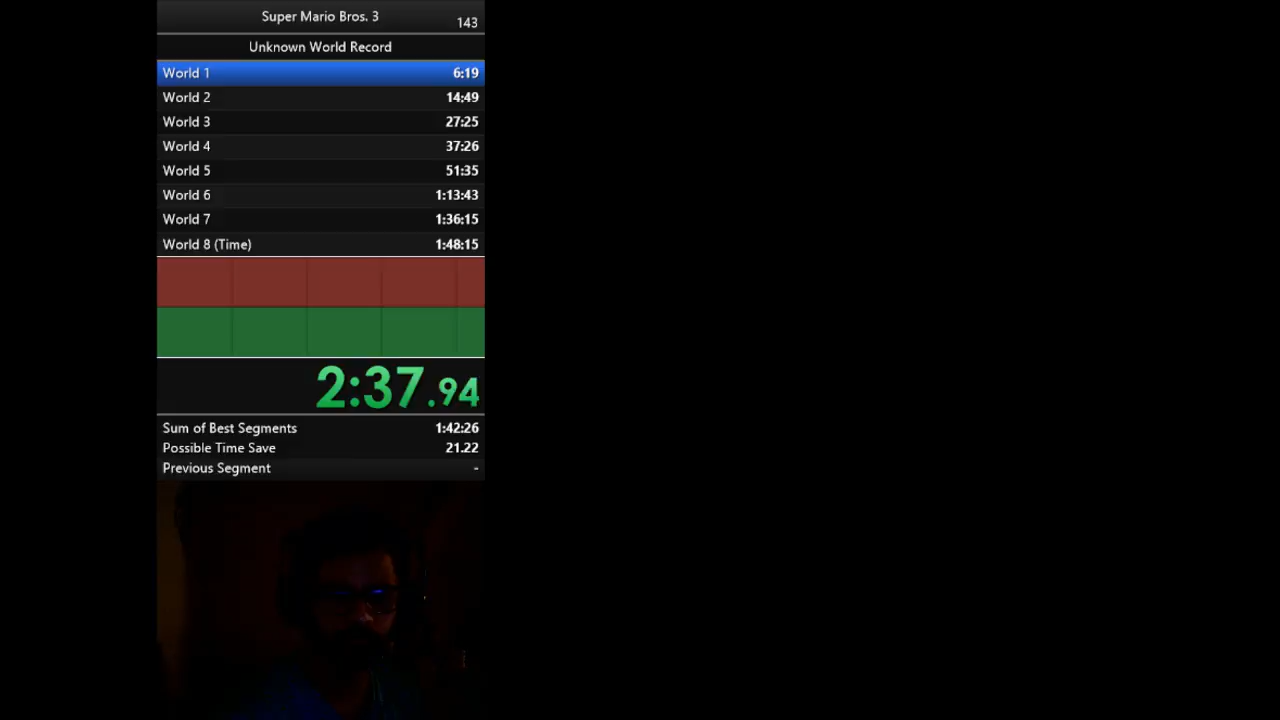 Super Mario Bros. 3
143
Unknown World Record
World 1 6:19
World 2 14:49
World 3 27:25
World 4 37:26
World 5 51:35
World 6 1:13:43
World 7 1:36:15
World 8 (Time) 1:48:15
2:37.94
Sum of Best Segments 1:42:26
Possible Time Save 21.22
Previous Segment -